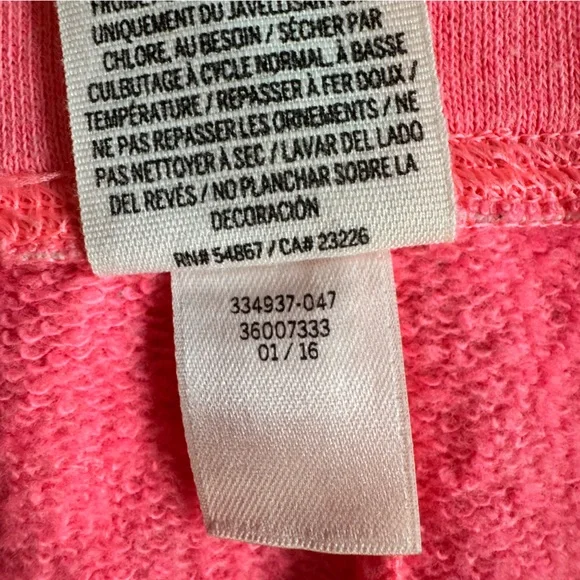 UNIQUEMENT DU JAVELLISANT
CHLORE, AU BESOIN / SÉCHER PAR
CULBUTAGE À CYCLE NORMAL, À BASSE
TEMPÉRATURE / REPASSER À FER DOUX /
NE PAS REPASSER LES ORNEMENTS / NE
PAS NETTOYER À SEC / LAVAR DEL LADO
DEL REVÉS / NO PLANCHAR SOBRE LA
DECORACIÓN
RN# 54867 / CA# 23226
334937-047
36007333
01 / 16